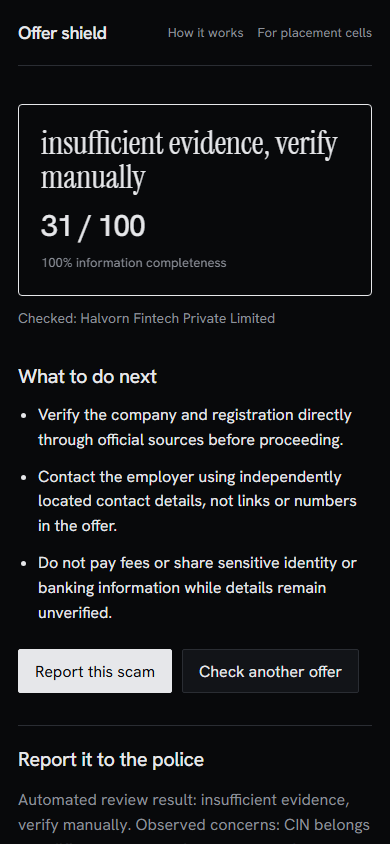 Offer shield
How it works
For placement cells
insufficient evidence, verify
manually
31 / 100
100% information completeness
Checked: Halvorn Fintech Private Limited
What to do next
• Verify the company and registration directly
through official sources before proceeding.
• Contact the employer using independently
located contact details, not links or numbers
in the offer.
• Do not pay fees or share sensitive identity or
banking information while details remain
unverified.
Report this scam
Check another offer
Report it to the police
Automated review result: insufficient evidence,
verify manually. Observed concerns: CIN belongs